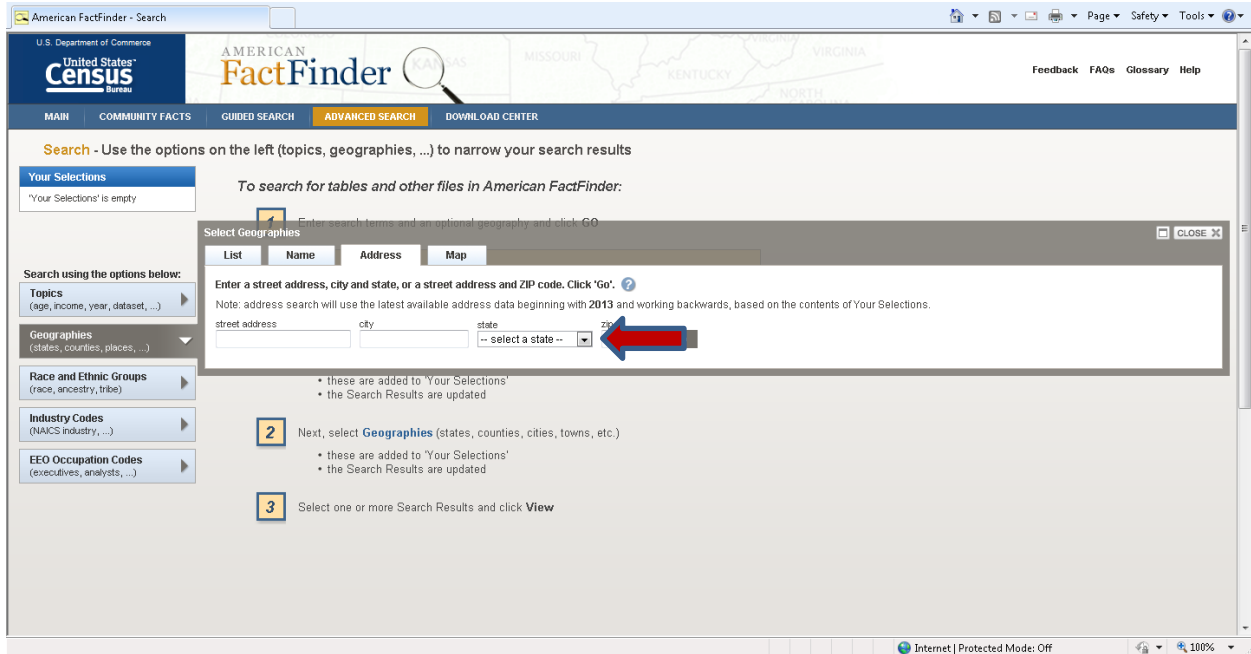 American FactFinder - Search
Page Safety Tools
U.S. Department of Commerce
United States™
Census
Bureau
AMERICAN
FactFinder
KANSAS
MISSOURI
KENTUCKY
VIRGINIA
NORTH
Feedback FAQs Glossary Help
MAIN COMMUNITY FACTS GUIDED SEARCH ADVANCED SEARCH DOWNLOAD CENTER
Search - Use the options on the left (topics, geographies, ...) to narrow your search results
Your Selections
'Your Selections' is empty
To search for tables and other files in American FactFinder:
1 Enter search terms and an optional geography and click GO
Select Geographies
CLOSE X
List Name Address Map
Enter a street address, city and state, or a street address and ZIP code. Click 'Go'. ?
Note: address search will use the latest available address data beginning with 2013 and working backwards, based on the contents of Your Selections.
street address city state zip
-- select a state --
Search using the options below:
Topics
(age, income, year, dataset, ...)
Geographies
(states, counties, places, ...)
Race and Ethnic Groups
(race, ancestry, tribe)
Industry Codes
(NAICS industry, ...)
EEO Occupation Codes
(executives, analysts, ...)
• these are added to 'Your Selections'
• the Search Results are updated
2 Next, select Geographies (states, counties, cities, towns, etc.)
• these are added to 'Your Selections'
• the Search Results are updated
3 Select one or more Search Results and click View
Internet | Protected Mode: Off
100%